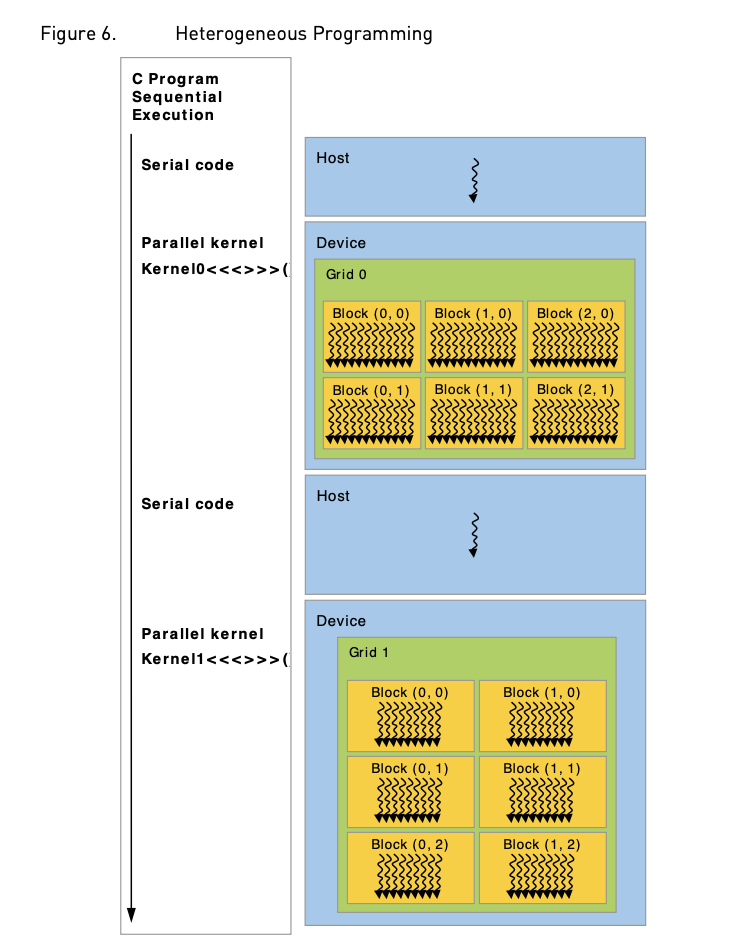 Figure 6. Heterogeneous Programming
C Program
Sequential
Execution
Serial code
Host
Parallel kernel
Kernel0<<<>>>(
Device
Grid 0
Block (0, 0) Block (1, 0) Block (2, 0)
Block (0, 1) Block (1, 1) Block (2, 1)
Serial code
Host
Parallel kernel
Kernel1<<<>>>(
Device
Grid 1
Block (0, 0) Block (1, 0)
Block (0, 1) Block (1, 1)
Block (0, 2) Block (1, 2)